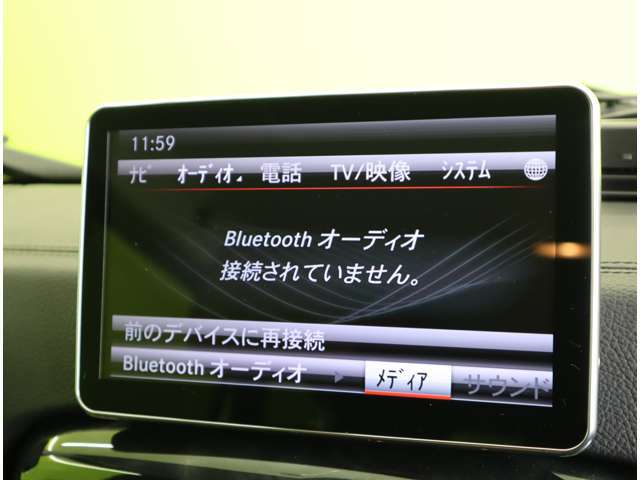 11:59
ナビ オーディオ 電話 TV/映像 システム
Bluetooth オーディオ
接続されていません。
前のデバイスに再接続
Bluetooth オーディオ メディア サウンド